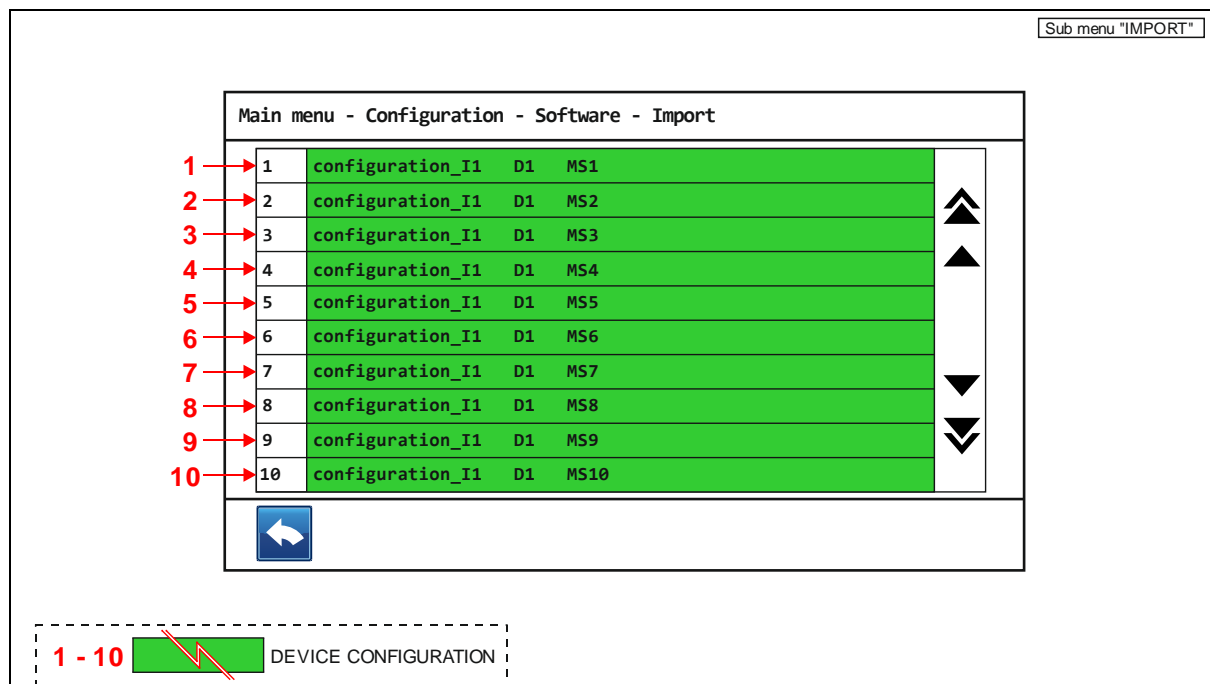 Sub menu "IMPORT"
Main menu - Configuration - Software - Import
1 1 configuration_I1 D1 MS1
2 2 configuration_I1 D1 MS2
3 3 configuration_I1 D1 MS3
4 4 configuration_I1 D1 MS4
5 5 configuration_I1 D1 MS5
6 6 configuration_I1 D1 MS6
7 7 configuration_I1 D1 MS7
8 8 configuration_I1 D1 MS8
9 9 configuration_I1 D1 MS9
10 10 configuration_I1 D1 MS10
1 - 10 DEVICE CONFIGURATION